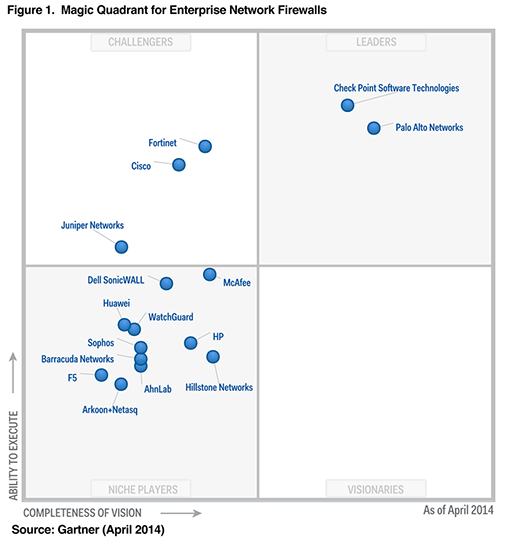 Figure 1. Magic Quadrant for Enterprise Network Firewalls
CHALLENGERS
LEADERS
Check Point Software Technologies
Palo Alto Networks
Fortinet
Cisco
Juniper Networks
Dell SonicWALL
McAfee
Huawei
WatchGuard
Sophos
HP
Barracuda Networks
F5
AhnLab
Hillstone Networks
Arkoon+Netasq
ABILITY TO EXECUTE
NICHE PLAYERS
VISIONARIES
COMPLETENESS OF VISION
As of April 2014
Source: Gartner (April 2014)